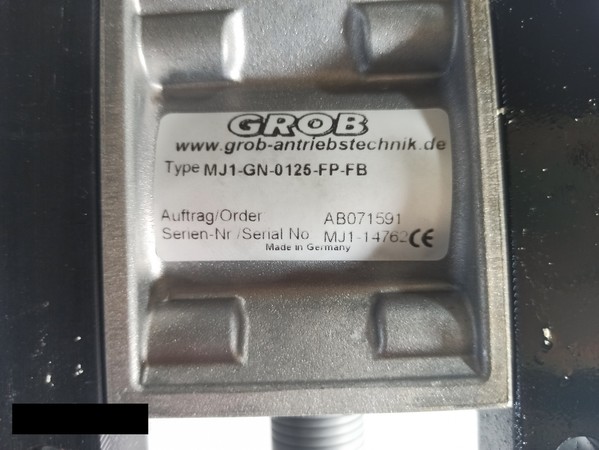 GROB
www.grob-antriebstechnik.de
Type MJ1-GN-0125-FP-FB
Auftrag/Order AB071591
Serien-Nr./Serial No MJ1-14762 CE
Made in Germany